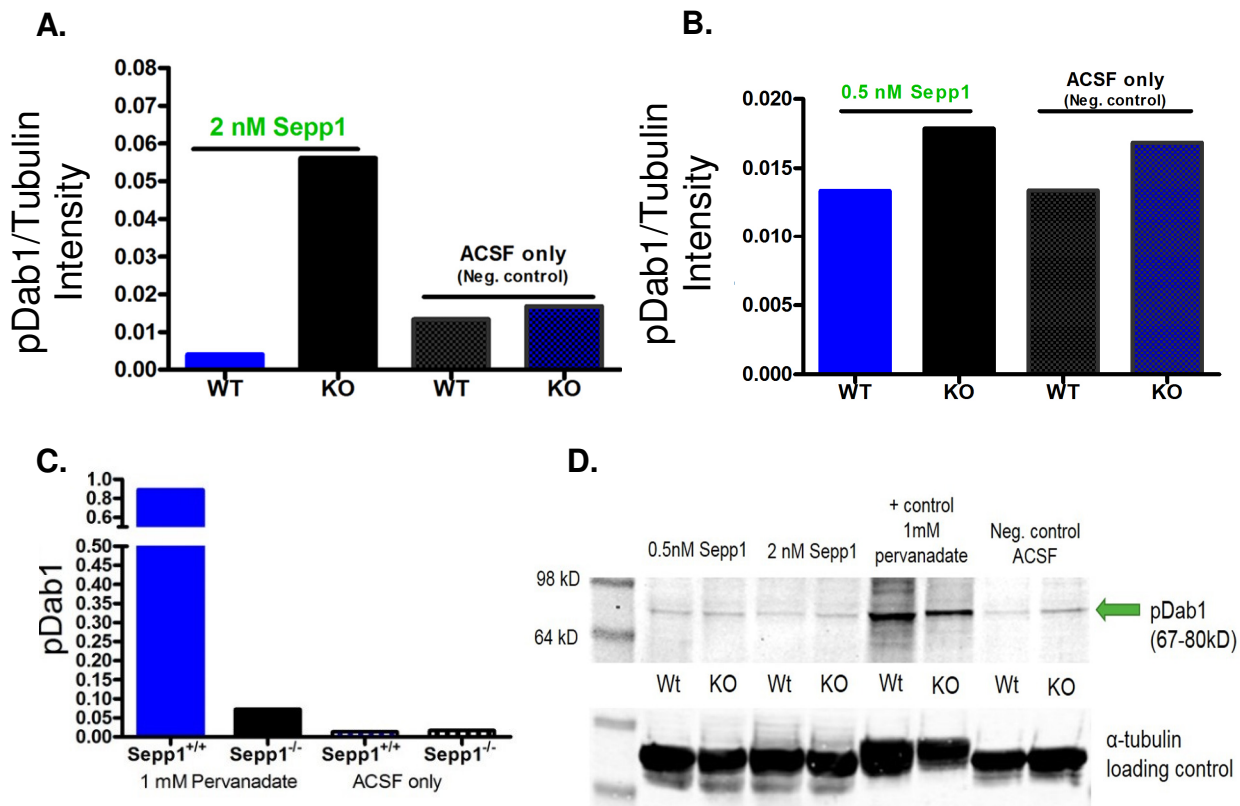 A.
pDab1/Tubulin
Intensity
0.08
0.07
0.06
0.05
0.04
0.03
0.02
0.01
0.00
2 nM Sepp1
ACSF only
(Neg. control)
WT KO WT KO
B.
pDab1/Tubulin
Intensity
0.020
0.015
0.010
0.005
0.000
0.5 nM Sepp1
ACSF only
(Neg. control)
WT KO WT KO
C.
pDab1
1.0
0.8
0.6
0.50
0.45
0.40
0.35
0.30
0.25
0.20
0.15
0.10
0.05
0.00
Sepp1+/+ Sepp1-/- Sepp1+/+ Sepp1-/-
1 mM Pervanadate ACSF only
D.
0.5nM Sepp1 2 nM Sepp1
+ control
1mM
pervanadate
Neg. control
ACSF
98 kD
64 kD
pDab1
(67-80kD)
Wt KO Wt KO Wt KO Wt KO
α-tubulin
loading control